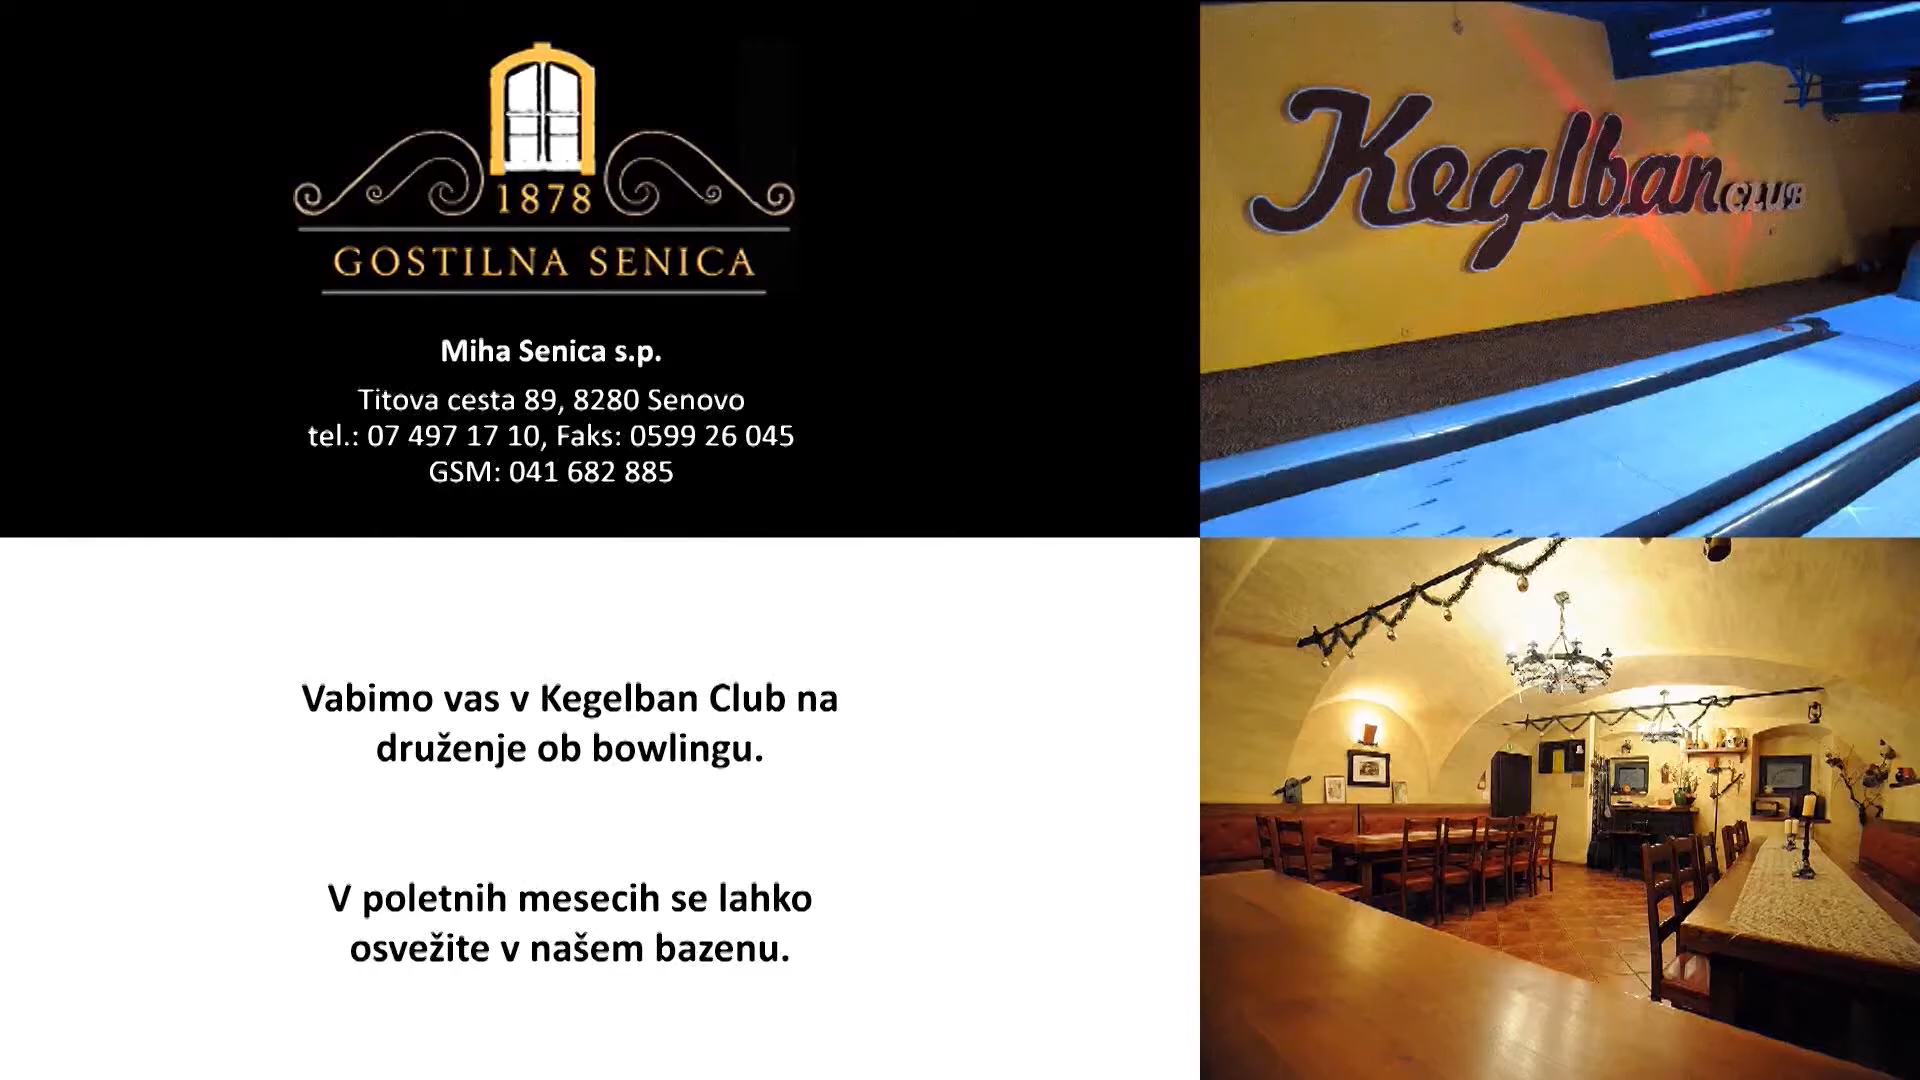 1878
GOSTILNA SENICA
Miha Senica s.p.
Titova cesta 89, 8280 Senovo
tel.: 07 497 17 10, Faks: 0599 26 045
GSM: 041 682 885
Keglban CLUB
Vabimo vas v Kegelban Club na
druženje ob bowlingu.
V poletnih mesecih se lahko
osvežite v našem bazenu.